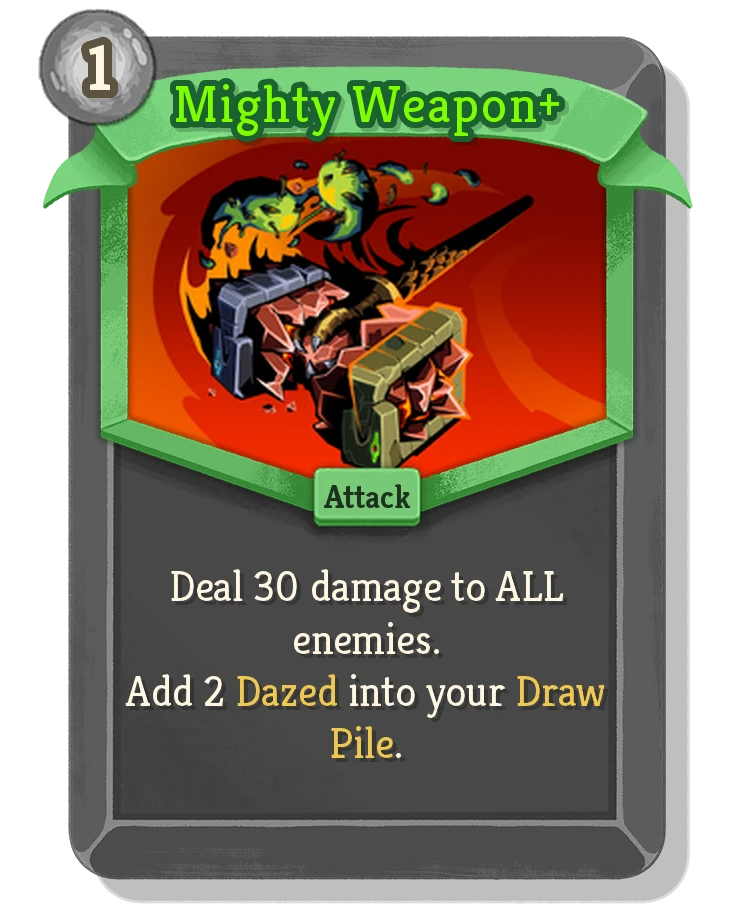 1
Mighty Weapon+
Attack
Deal 30 damage to ALL
enemies.
Add 2 Dazed into your Draw
Pile.